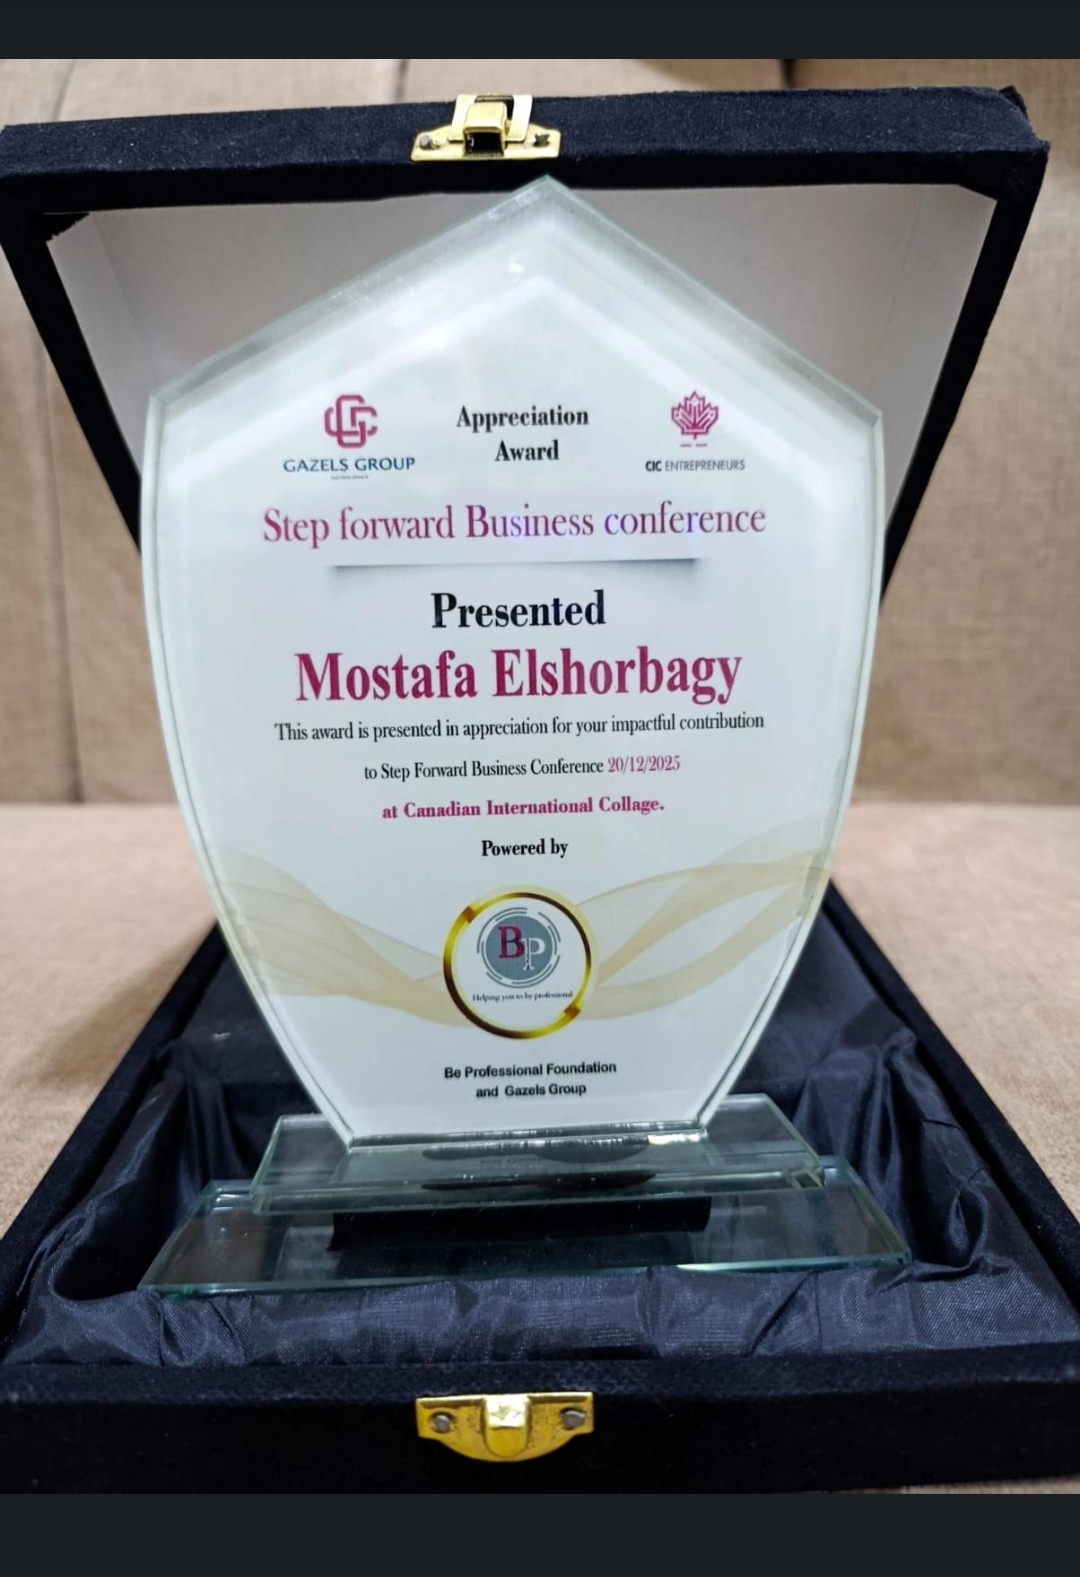 GAZELS GROUP
Appreciation
Award
CIC ENTREPRENEURS
Step forward Business conference
Presented
Mostafa Elshorbagy
This award is presented in appreciation for your impactful contribution
to Step Forward Business Conference 20/12/2025
at Canadian International Collage.
Powered by
BP
Helping you to be professional
Be Professional Foundation
and Gazels Group